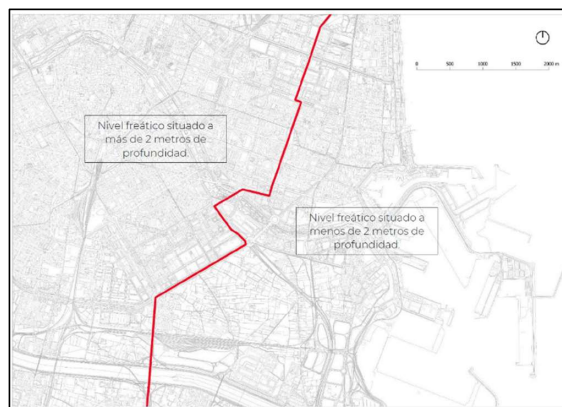 Nivel freático situado a
más de 2 metros de
profundidad.
Nivel freático situado a
menos de 2 metros de
profundidad.
0 500 1000 1500 2000 m